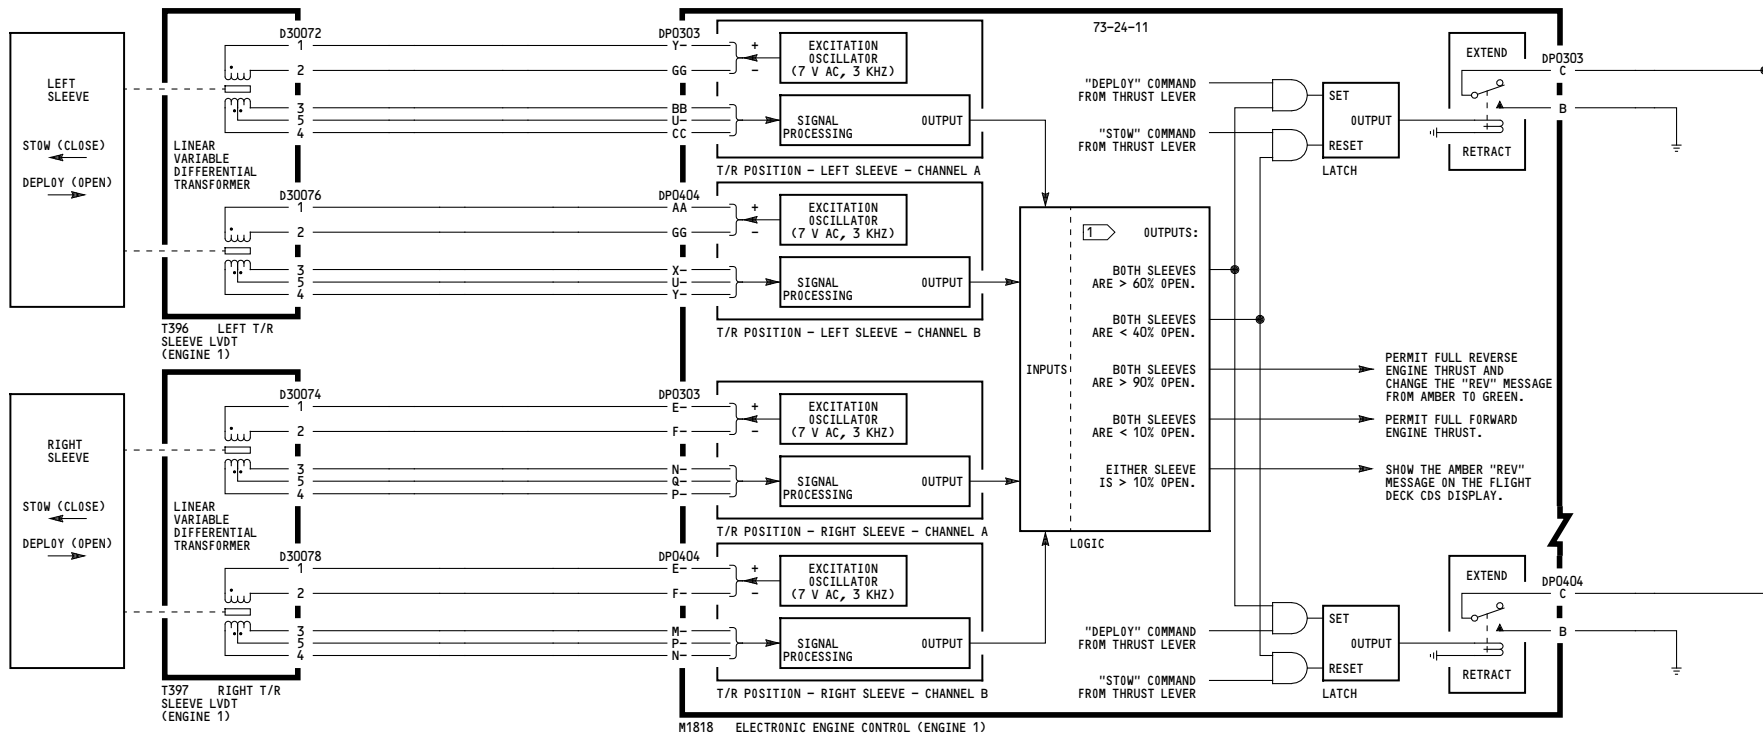 73-24-11
LEFT
SLEEVE
STOW (CLOSE)
DEPLOY (OPEN)
D30072
1
2
3
5
4
LINEAR
VARIABLE
DIFFERENTIAL
TRANSFORMER
D30076
1
2
3
5
4
T396 LEFT T/R
SLEEVE LVDT
(ENGINE 1)
DP0303
Y-
GG
BB
U-
CC
+
-
EXCITATION
OSCILLATOR
(7 V AC, 3 KHZ)
SIGNAL
PROCESSING
OUTPUT
T/R POSITION - LEFT SLEEVE - CHANNEL A
DP0404
AA
GG
X-
U-
Y-
+
-
EXCITATION
OSCILLATOR
(7 V AC, 3 KHZ)
SIGNAL
PROCESSING
OUTPUT
T/R POSITION - LEFT SLEEVE - CHANNEL B
RIGHT
SLEEVE
STOW (CLOSE)
DEPLOY (OPEN)
D30074
1
2
3
5
4
LINEAR
VARIABLE
DIFFERENTIAL
TRANSFORMER
D30078
1
2
3
5
4
T397 RIGHT T/R
SLEEVE LVDT
(ENGINE 1)
DP0303
E-
F-
N-
Q-
P-
+
-
EXCITATION
OSCILLATOR
(7 V AC, 3 KHZ)
SIGNAL
PROCESSING
OUTPUT
T/R POSITION - RIGHT SLEEVE - CHANNEL A
DP0404
E-
F-
M-
P-
N-
+
-
EXCITATION
OSCILLATOR
(7 V AC, 3 KHZ)
SIGNAL
PROCESSING
OUTPUT
T/R POSITION - RIGHT SLEEVE - CHANNEL B
INPUTS
1
OUTPUTS:
BOTH SLEEVES
ARE > 60% OPEN.
BOTH SLEEVES
ARE < 40% OPEN.
BOTH SLEEVES
ARE > 90% OPEN.
BOTH SLEEVES
ARE < 10% OPEN.
EITHER SLEEVE
IS > 10% OPEN.
LOGIC
PERMIT FULL REVERSE
ENGINE THRUST AND
CHANGE THE "REV" MESSAGE
FROM AMBER TO GREEN.
PERMIT FULL FORWARD
ENGINE THRUST.
SHOW THE AMBER "REV"
MESSAGE ON THE FLIGHT
DECK CDS DISPLAY.
"DEPLOY" COMMAND
FROM THRUST LEVER
"STOW" COMMAND
FROM THRUST LEVER
SET
OUTPUT
RESET
LATCH
EXTEND
RETRACT
DP0303
C
B
"DEPLOY" COMMAND
FROM THRUST LEVER
"STOW" COMMAND
FROM THRUST LEVER
SET
OUTPUT
RESET
LATCH
EXTEND
RETRACT
DP0404
C
B
M1818 ELECTRONIC ENGINE CONTROL (ENGINE 1)